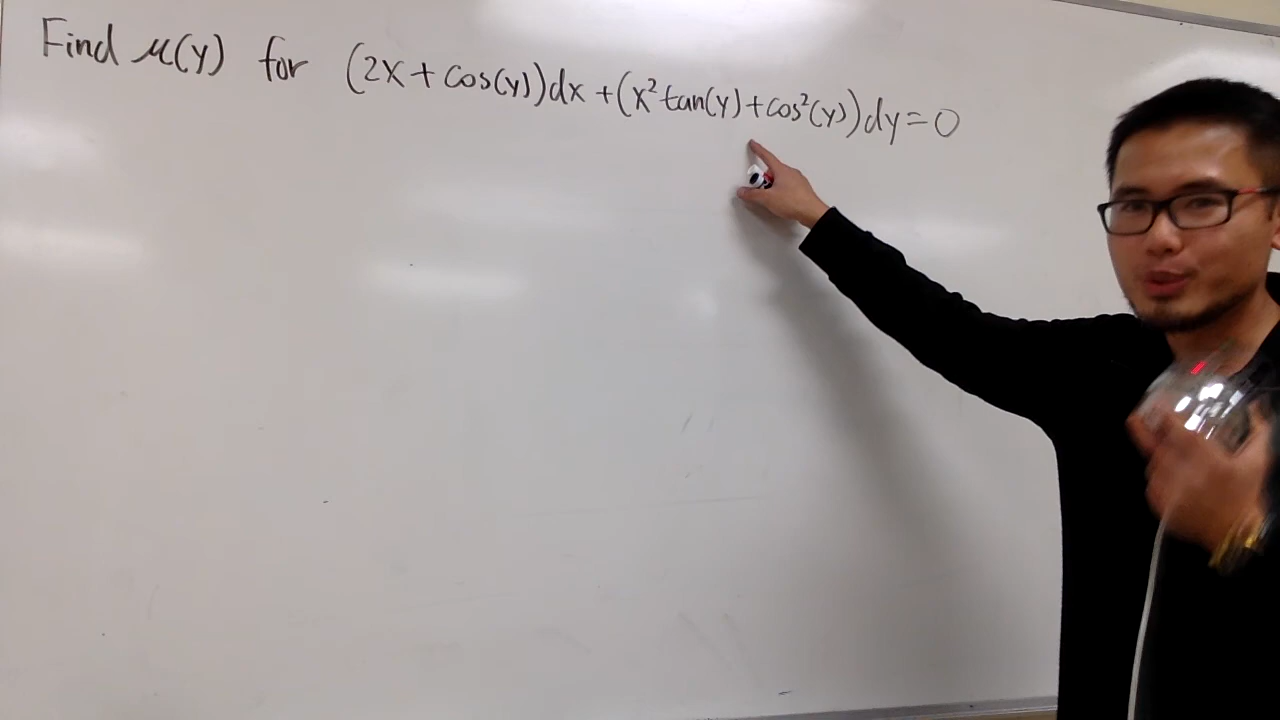 Find μ(y) for (2x + cos(y))dx + (x² tan(y) + cos²(y))dy = 0